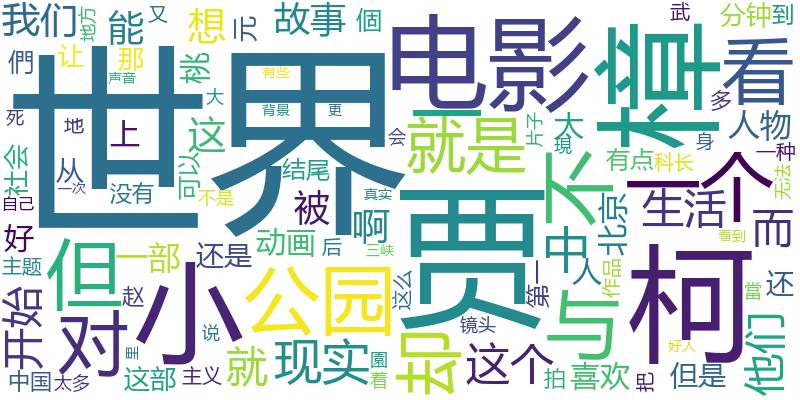 我们
地方
又
能
想
元
故事
個
电影
樟
武
分钟
到
看
們
让
那
声音
桃
有些
大
背景
更
世界
死
地
上
这
可以
就是
会
片子
太
現
多
身
人物
社会
从
没有
不是
结尾
被
啊
贾
不
有点
科长
一个
一种
无法
自己
一次
真实
好
但
一部
还是
动画
后
三峡
中
人
北京
生活
而
主题
小
公园
这么
第一
作品
柯
看到
还
开始
对
赵
说
却
这个
镜头
与
當
他们
中国
太多
里
这部
主义
就
现实
園
着
拍
喜欢
把
好人
但是